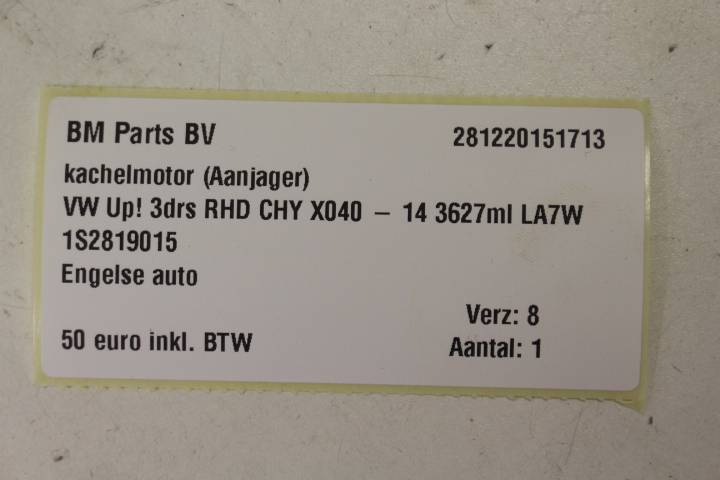 BM Parts BV 281220151713
kachelmotor (Aanjager)
VW Up! 3drs RHD CHY X040 – 14 3627ml LA7W
1S2819015
Engelse auto
Verz: 8
50 euro inkl. BTW Aantal: 1